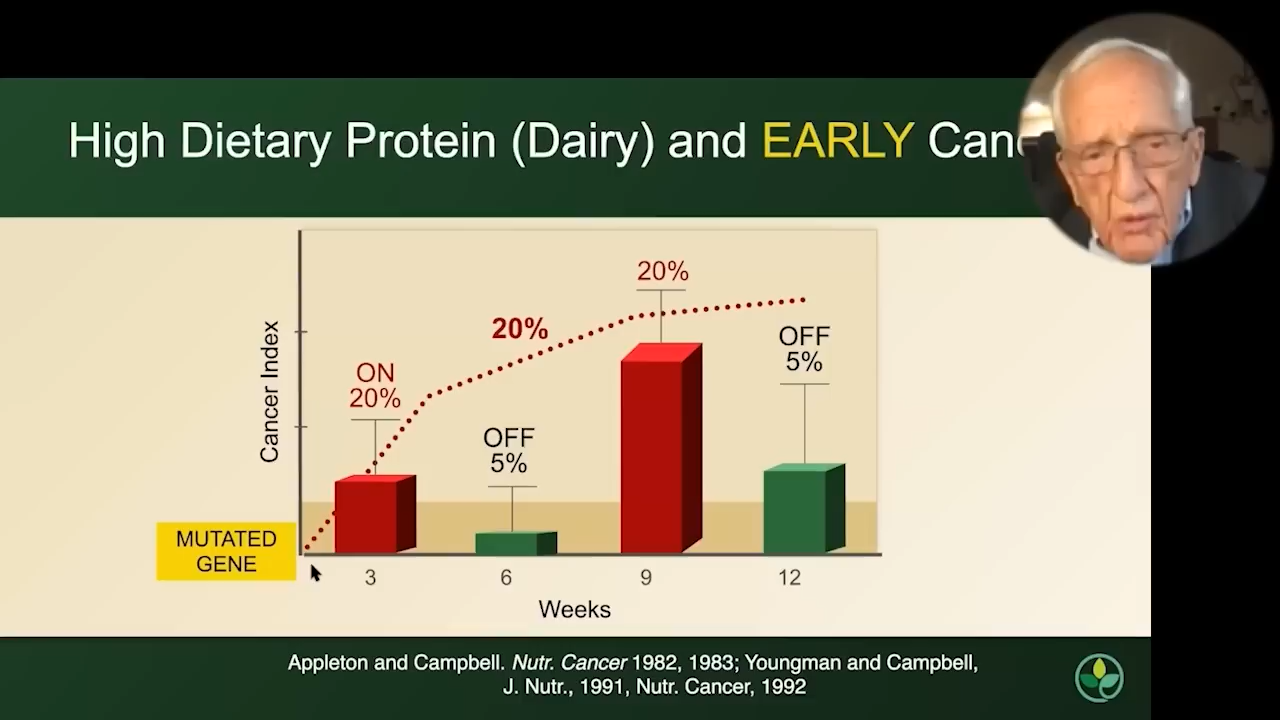 High Dietary Protein (Dairy) and EARLY
20%
20%
ON
20%
OFF
5%
OFF
5%
Cancer Index
MUTATED
GENE
3 6 9 12
Weeks
Appleton and Campbell. Nutr. Cancer 1982, 1983; Youngman and Campbell,
J. Nutr., 1991, Nutr. Cancer, 1992